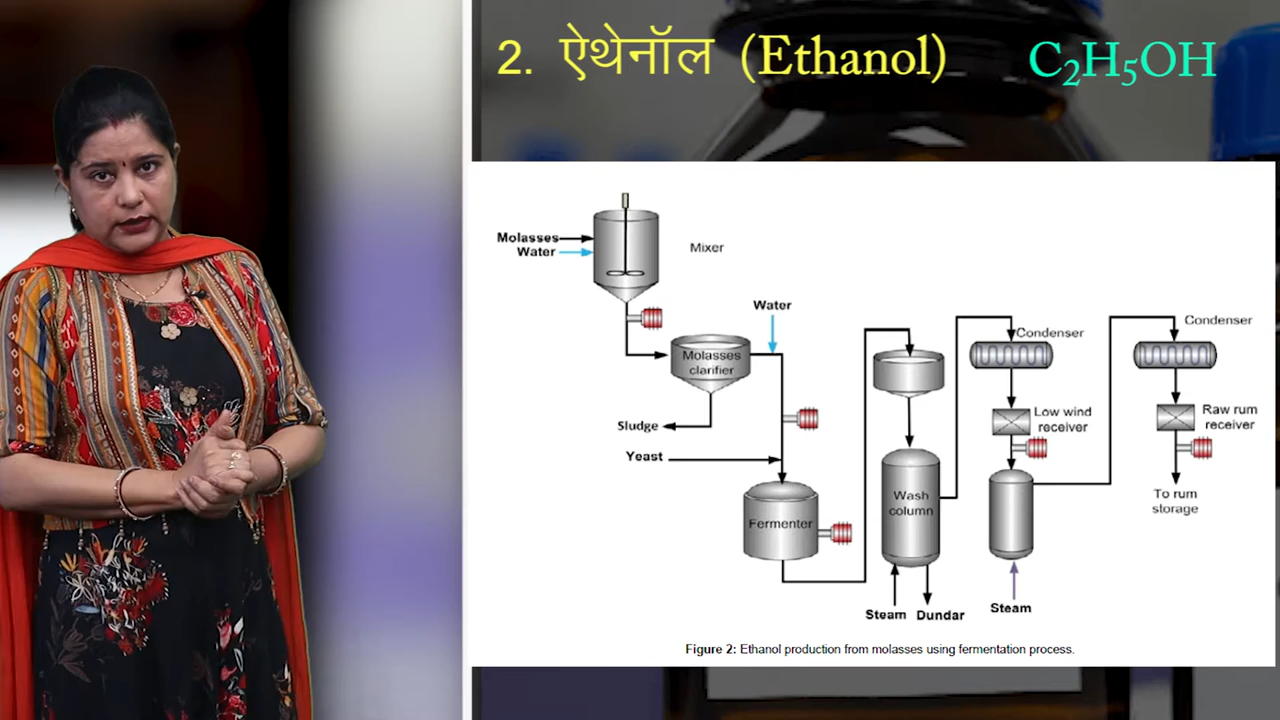 2. ऐथेनॉल (Ethanol) C₂H₅OH
Molasses
Water
Mixer
Water
Molasses
clarifier
Sludge
Yeast
Fermenter
Wash
column
Steam
Dundar
Condenser
Low wind
receiver
Steam
Condenser
Raw rum
receiver
To rum
storage
Figure 2: Ethanol production from molasses using fermentation process.